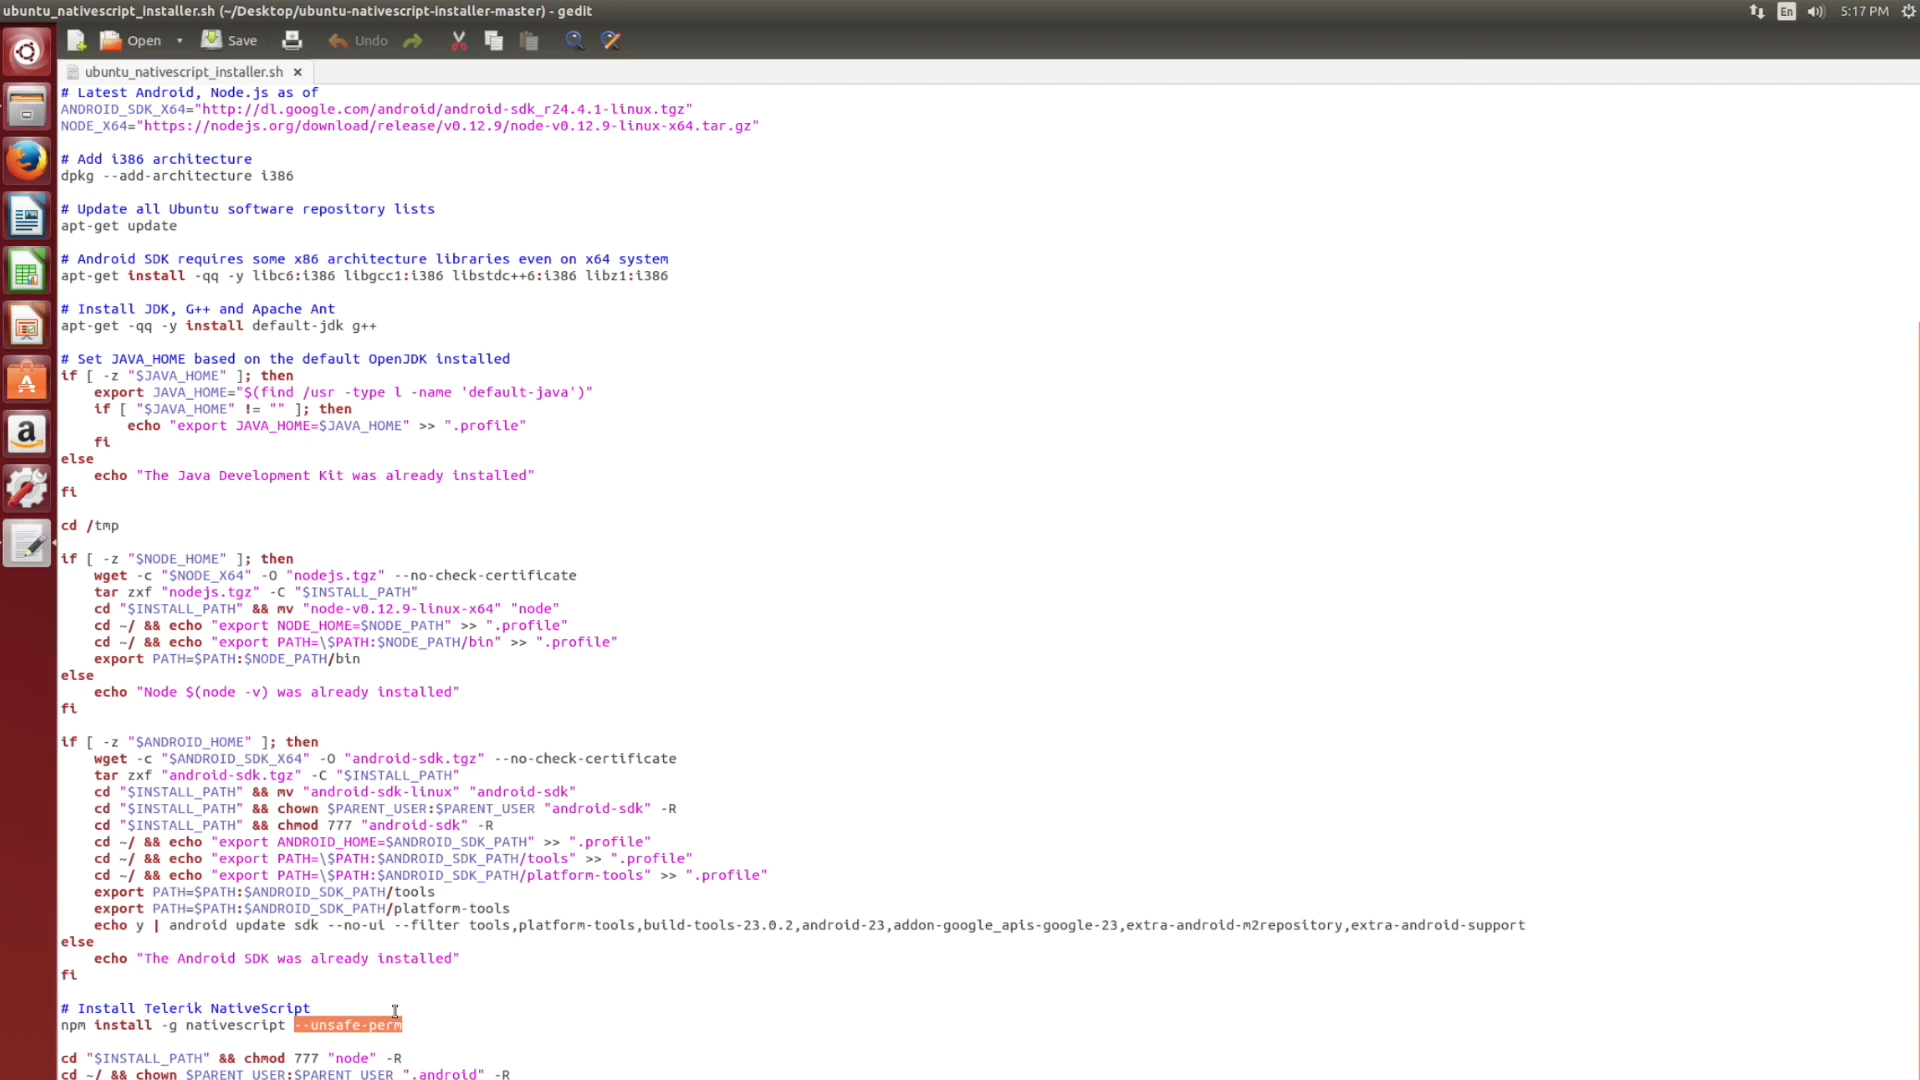 ubuntu_nativescript_installer.sh (~/Desktop/ubuntu-nativescript-installer-master) - gedit
En
5:17 PM
Open
Save
Undo
ubuntu_nativescript_installer.sh
# Latest Android, Node.js as of
ANDROID_SDK_X64="http://dl.google.com/android/android-sdk_r24.4.1-linux.tgz"
NODE_X64="https://nodejs.org/download/release/v0.12.9/node-v0.12.9-linux-x64.tar.gz"
# Add i386 architecture
dpkg --add-architecture i386
# Update all Ubuntu software repository lists
apt-get update
# Android SDK requires some x86 architecture libraries even on x64 system
apt-get install -qq -y libc6:i386 libgcc1:i386 libstdc++6:i386 libz1:i386
# Install JDK, G++ and Apache Ant
apt-get -qq -y install default-jdk g++
# Set JAVA_HOME based on the default OpenJDK installed
if [ -z "$JAVA_HOME" ]; then
export JAVA_HOME="$(find /usr -type l -name 'default-java')"
if [ "$JAVA_HOME" != "" ]; then
echo "export JAVA_HOME=$JAVA_HOME" >> ".profile"
fi
else
echo "The Java Development Kit was already installed"
fi
cd /tmp
if [ -z "$NODE_HOME" ]; then
wget -c "$NODE_X64" -O "nodejs.tgz" --no-check-certificate
tar zxf "nodejs.tgz" -C "$INSTALL_PATH"
cd "$INSTALL_PATH" && mv "node-v0.12.9-linux-x64" "node"
cd ~/ && echo "export NODE_HOME=$NODE_PATH" >> ".profile"
cd ~/ && echo "export PATH=\$PATH:$NODE_PATH/bin" >> ".profile"
export PATH=$PATH:$NODE_PATH/bin
else
echo "Node $(node -v) was already installed"
fi
if [ -z "$ANDROID_HOME" ]; then
wget -c "$ANDROID_SDK_X64" -O "android-sdk.tgz" --no-check-certificate
tar zxf "android-sdk.tgz" -C "$INSTALL_PATH"
cd "$INSTALL_PATH" && mv "android-sdk-linux" "android-sdk"
cd "$INSTALL_PATH" && chown $PARENT_USER:$PARENT_USER "android-sdk" -R
cd "$INSTALL_PATH" && chmod 777 "android-sdk" -R
cd ~/ && echo "export ANDROID_HOME=$ANDROID_SDK_PATH" >> ".profile"
cd ~/ && echo "export PATH=\$PATH:$ANDROID_SDK_PATH/tools" >> ".profile"
cd ~/ && echo "export PATH=\$PATH:$ANDROID_SDK_PATH/platform-tools" >> ".profile"
export PATH=$PATH:$ANDROID_SDK_PATH/tools
export PATH=$PATH:$ANDROID_SDK_PATH/platform-tools
echo y | android update sdk --no-ui --filter tools,platform-tools,build-tools-23.0.2,android-23,addon-google_apis-google-23,extra-android-m2repository,extra-android-support
else
echo "The Android SDK was already installed"
fi
# Install Telerik NativeScript
npm install -g nativescript --unsafe-perm
cd "$INSTALL_PATH" && chmod 777 "node" -R
cd ~/ && chown $PARENT_USER:$PARENT_USER ".android" -R